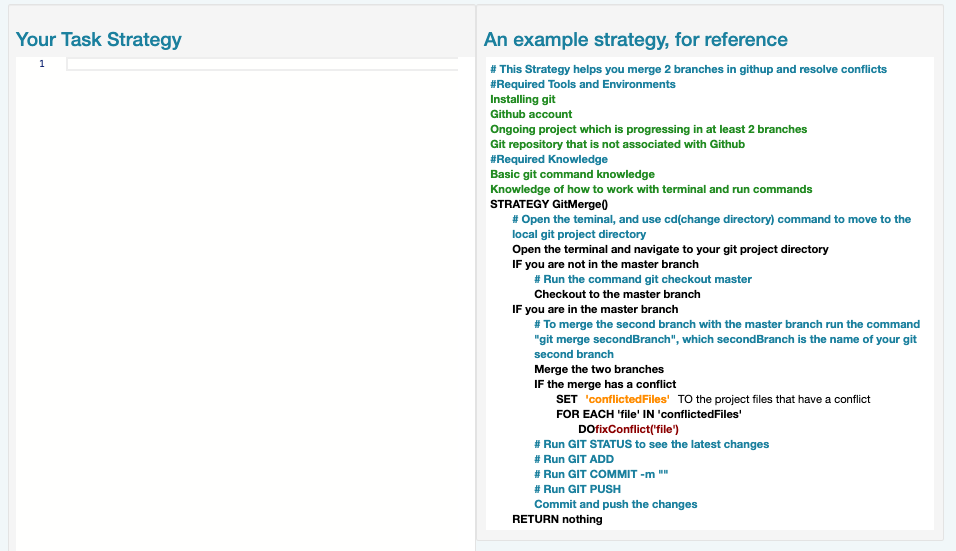 Your Task Strategy
1
An example strategy, for reference
# This Strategy helps you merge 2 branches in githup and resolve conflicts
#Required Tools and Environments
Installing git
Github account
Ongoing project which is progressing in at least 2 branches
Git repository that is not associated with Github
#Required Knowledge
Basic git command knowledge
Knowledge of how to work with terminal and run commands
STRATEGY GitMerge()
# Open the teminal, and use cd(change directory) command to move to the
local git project directory
Open the terminal and navigate to your git project directory
IF you are not in the master branch
# Run the command git checkout master
Checkout to the master branch
IF you are in the master branch
# To merge the second branch with the master branch run the command
"git merge secondBranch", which secondBranch is the name of your git
second branch
Merge the two branches
IF the merge has a conflict
SET 'conflictedFiles' TO the project files that have a conflict
FOR EACH 'file' IN 'conflictedFiles'
DOfixConflict('file')
# Run GIT STATUS to see the latest changes
# Run GIT ADD
# Run GIT COMMIT -m ""
# Run GIT PUSH
Commit and push the changes
RETURN nothing